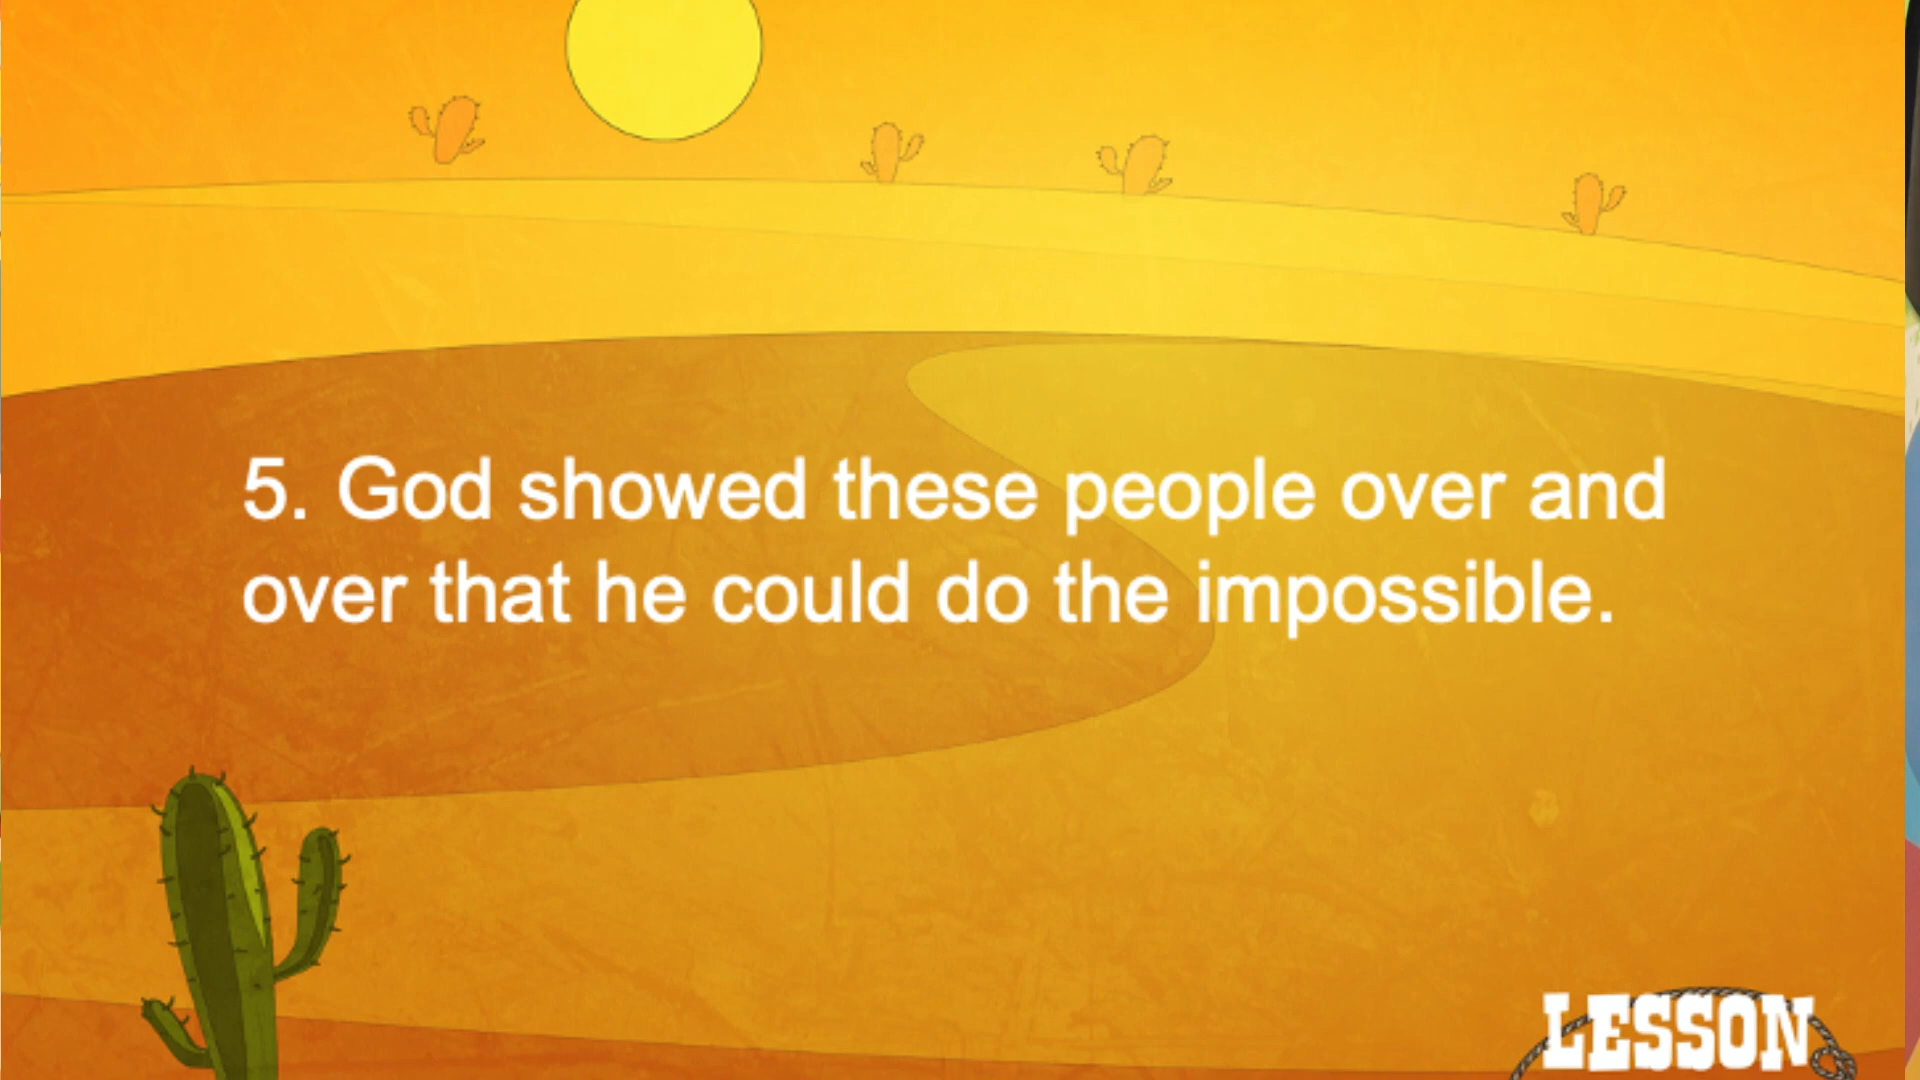 5. God showed these people over and
over that he could do the impossible.
LESSON